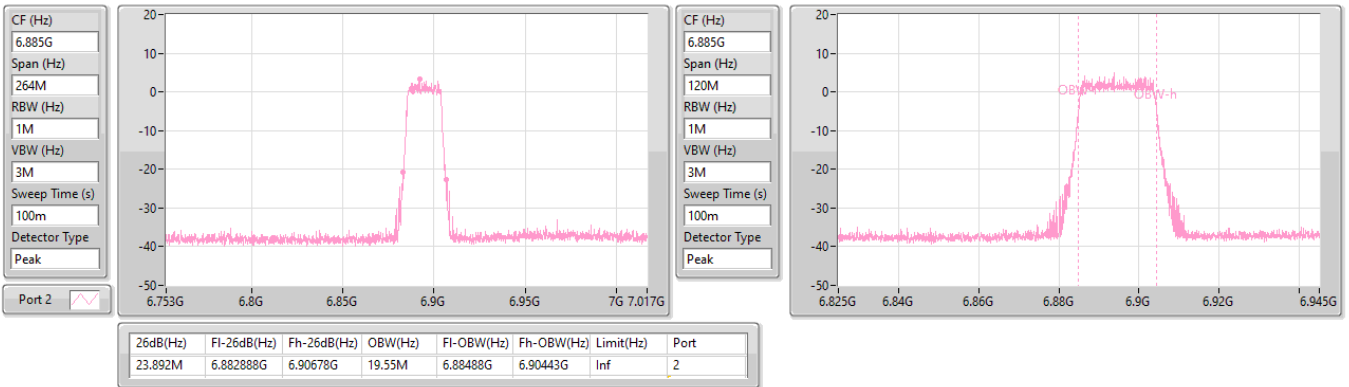 CF (Hz)
6.885G
Span (Hz)
264M
RBW (Hz)
1M
VBW (Hz)
3M
Sweep Time (s)
100m
Detector Type
Peak
Port 2
20-
10-
0-
-10-
-20-
-30-
-40-
-50-
6.753G 6.8G 6.85G 6.9G 6.95G 7G 7.017G
CF (Hz)
6.885G
Span (Hz)
120M
RBW (Hz)
1M
VBW (Hz)
3M
Sweep Time (s)
100m
Detector Type
Peak
20-
10-
0-
-10-
-20-
-30-
-40-
-50-
OBW-h
6.825G 6.84G 6.86G 6.88G 6.9G 6.92G 6.945G
26dB(Hz) Fl-26dB(Hz) Fh-26dB(Hz) OBW(Hz) Fl-OBW(Hz) Fh-OBW(Hz) Limit(Hz) Port
23.892M 6.882888G 6.90678G 19.55M 6.88488G 6.90443G Inf 2